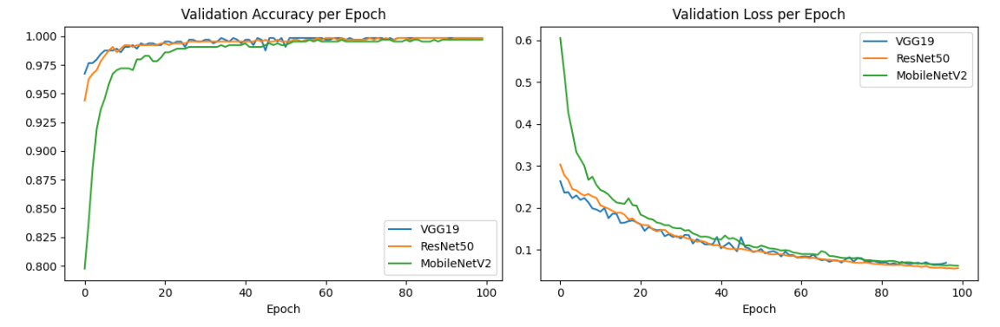 Validation Accuracy per Epoch
1.000
0.975
0.950
0.925
0.900
0.875
0.850
0.825
0.800
VGG19
ResNet50
MobileNetV2
0 20 40 60 80 100
Epoch
Validation Loss per Epoch
0.6
0.5
0.4
0.3
0.2
0.1
VGG19
ResNet50
MobileNetV2
0 20 40 60 80 100
Epoch